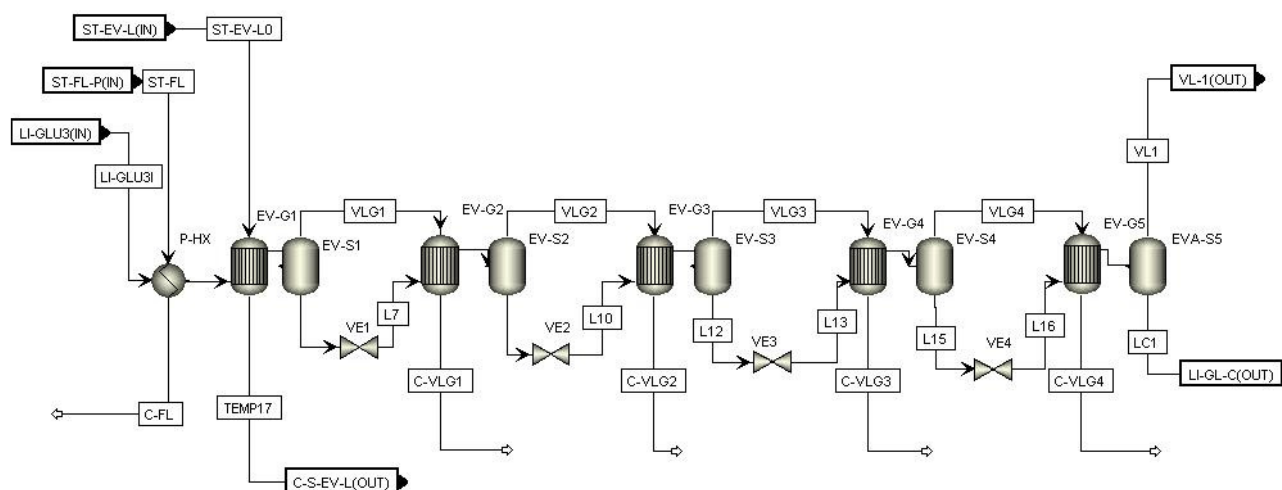 ST-EV-L(IN)
ST-EV-L0
ST-FL-P(IN)
ST-FL
VL-1(OUT)
LI-GLU3(IN)
LI-GLU3I
VL1
EV-G1
VLG1
EV-G2
VLG2
EV-G3
VLG3
EV-G4
VLG4
EV-G5
P-HX
EV-S1
EV-S2
EV-S3
EV-S4
EVA-S5
VE1
L7
VE2
L10
L12
VE3
L13
L15
VE4
L16
LC1
C-VLG1
C-VLG2
C-VLG3
C-VLG4
LI-GL-C(OUT)
C-FL
TEMP17
C-S-EV-L(OUT)